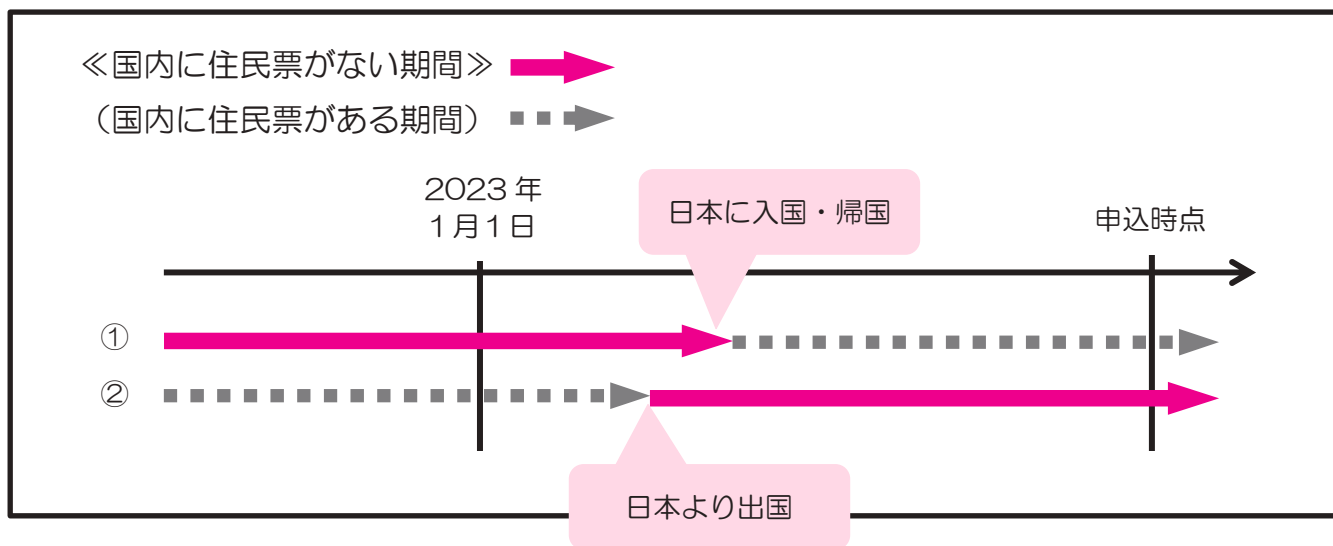 ≪国内に住民票がない期間≫
（国内に住民票がある期間）
2023 年
1月1日
日本に入国・帰国
申込時点
①
②
日本より出国